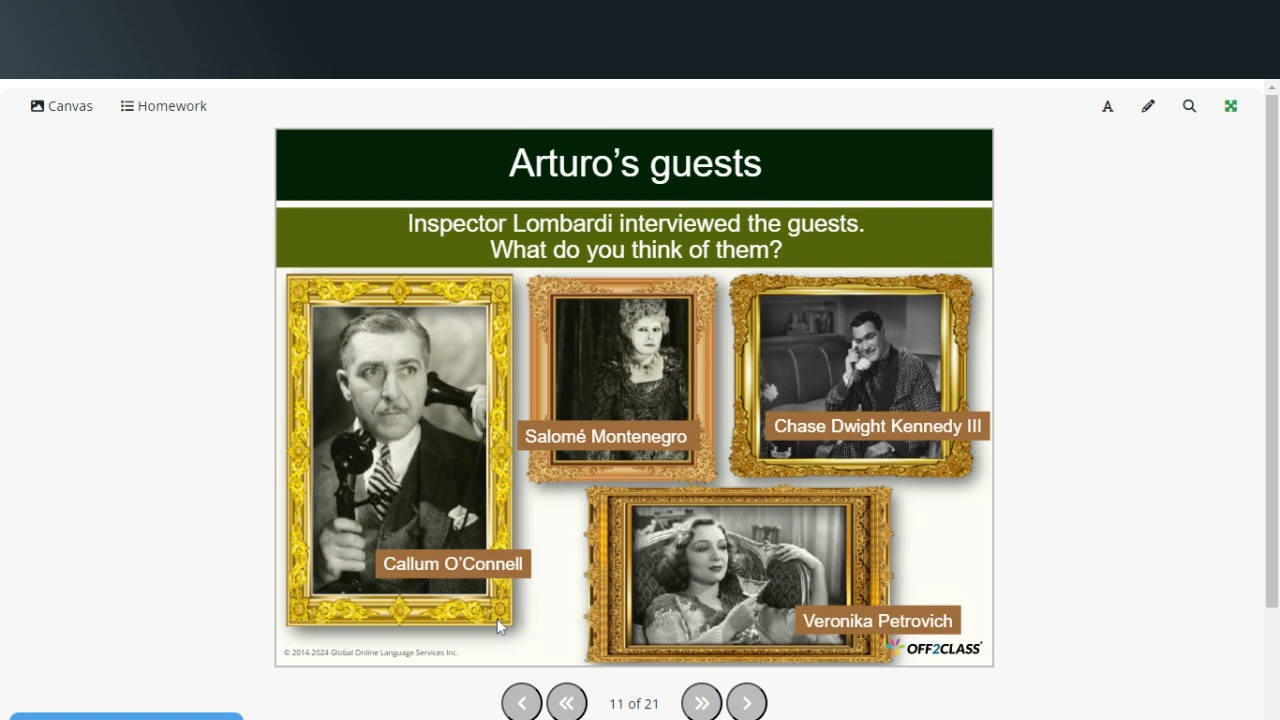 Canvas
Homework
A
Arturo's guests
Inspector Lombardi interviewed the guests.
What do you think of them?
Salomé Montenegro
Chase Dwight Kennedy III
Callum O'Connell
Veronika Petrovich
© 2014-2024 Global Online Language Services Inc.
OFF2CLASS
11 of 21